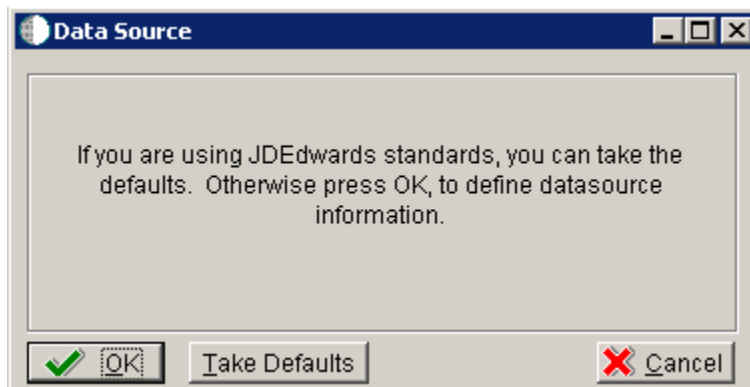 Data Source
If you are using JDEdwards standards, you can take the
defaults. Otherwise press OK, to define datasource
information.
OK
Take Defaults
Cancel